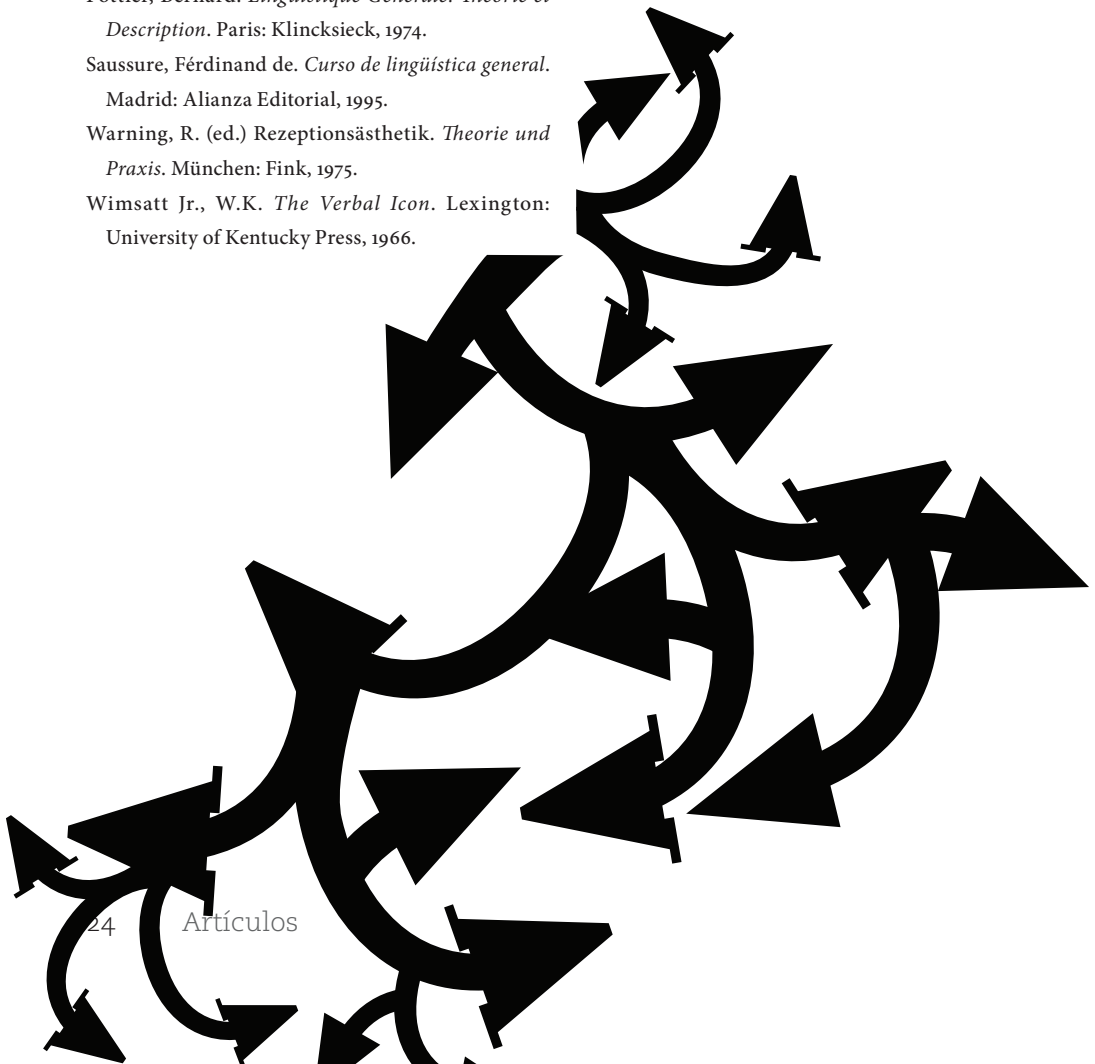 Description. Paris: Klincksieck, 1974.
Saussure, Férdinand de. Curso de lingüística general.
Madrid: Alianza Editorial, 1995.
Warning, R. (ed.) Rezeptionsästhetik. Theorie und
Praxis. München: Fink, 1975.
Wimsatt Jr., W.K. The Verbal Icon. Lexington:
University of Kentucky Press, 1966.
24 Artículos